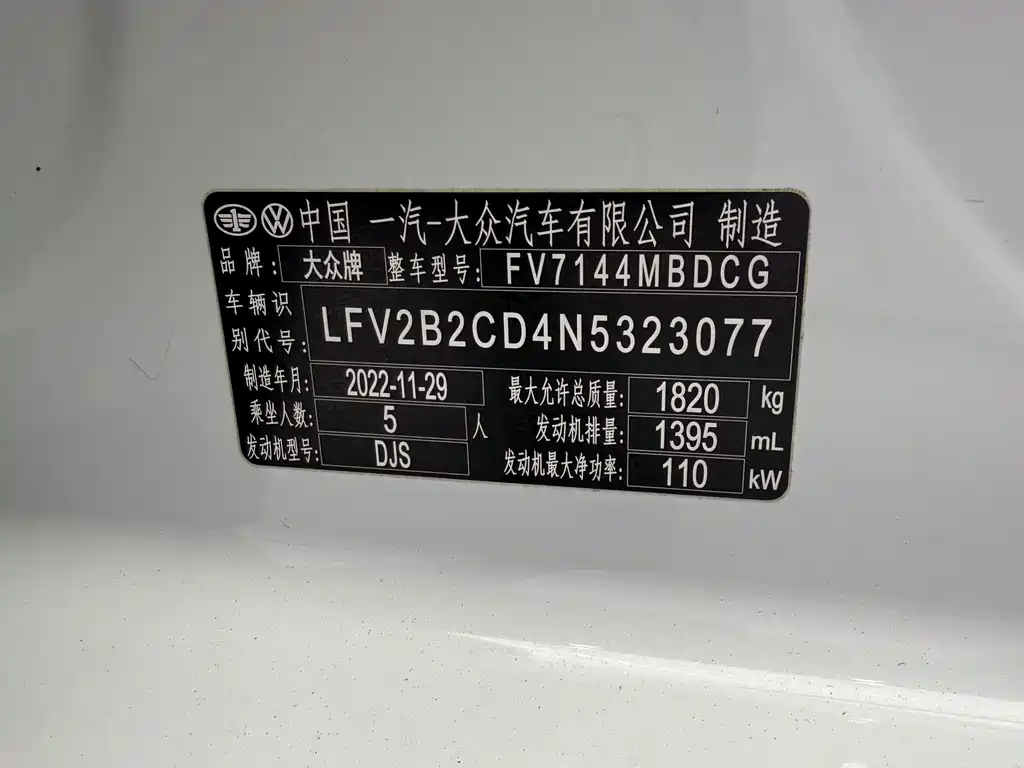 中国 一汽-大众汽车有限公司 制造
品牌: 大众牌 整车型号: FV7144MBDCG
车辆识别代号: LFV2B2CD4N5323077
制造年月: 2022-11-29 最大允许总质量: 1820 kg
乘坐人数: 5 人 发动机排量: 1395 mL
发动机型号: DJS 发动机最大净功率: 110 kW